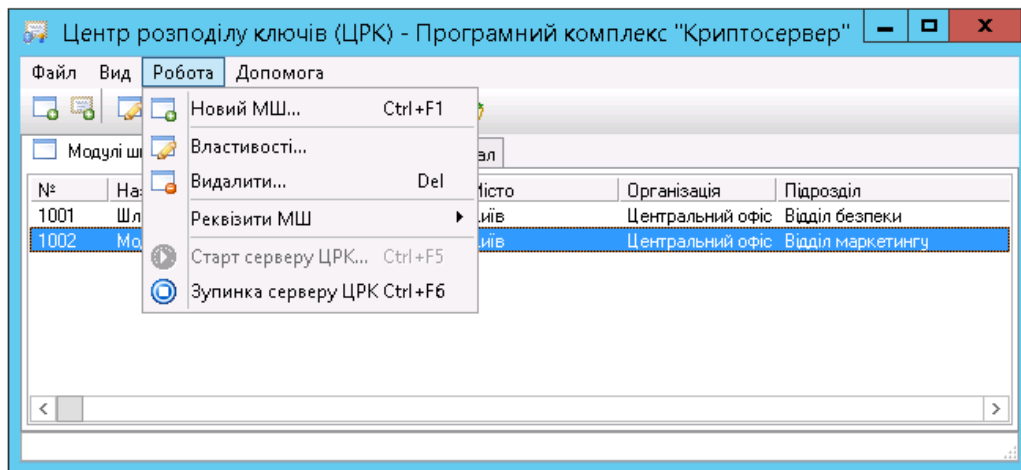 Центр розподілу ключів (ЦРК) - Програмний комплекс "Криптосервер"
Файл Вид Робота Допомога
Новий МШ... Ctrl+F1
Властивості...
Видалити... Del
Реквізити МШ
Старт серверу ЦРК... Ctrl+F5
Зупинка серверу ЦРК Ctrl+F6
Модулі
№ Організація Підрозділ
1001 Центральний офіс Відділ безпеки
1002 Центральний офіс Відділ маркетингу